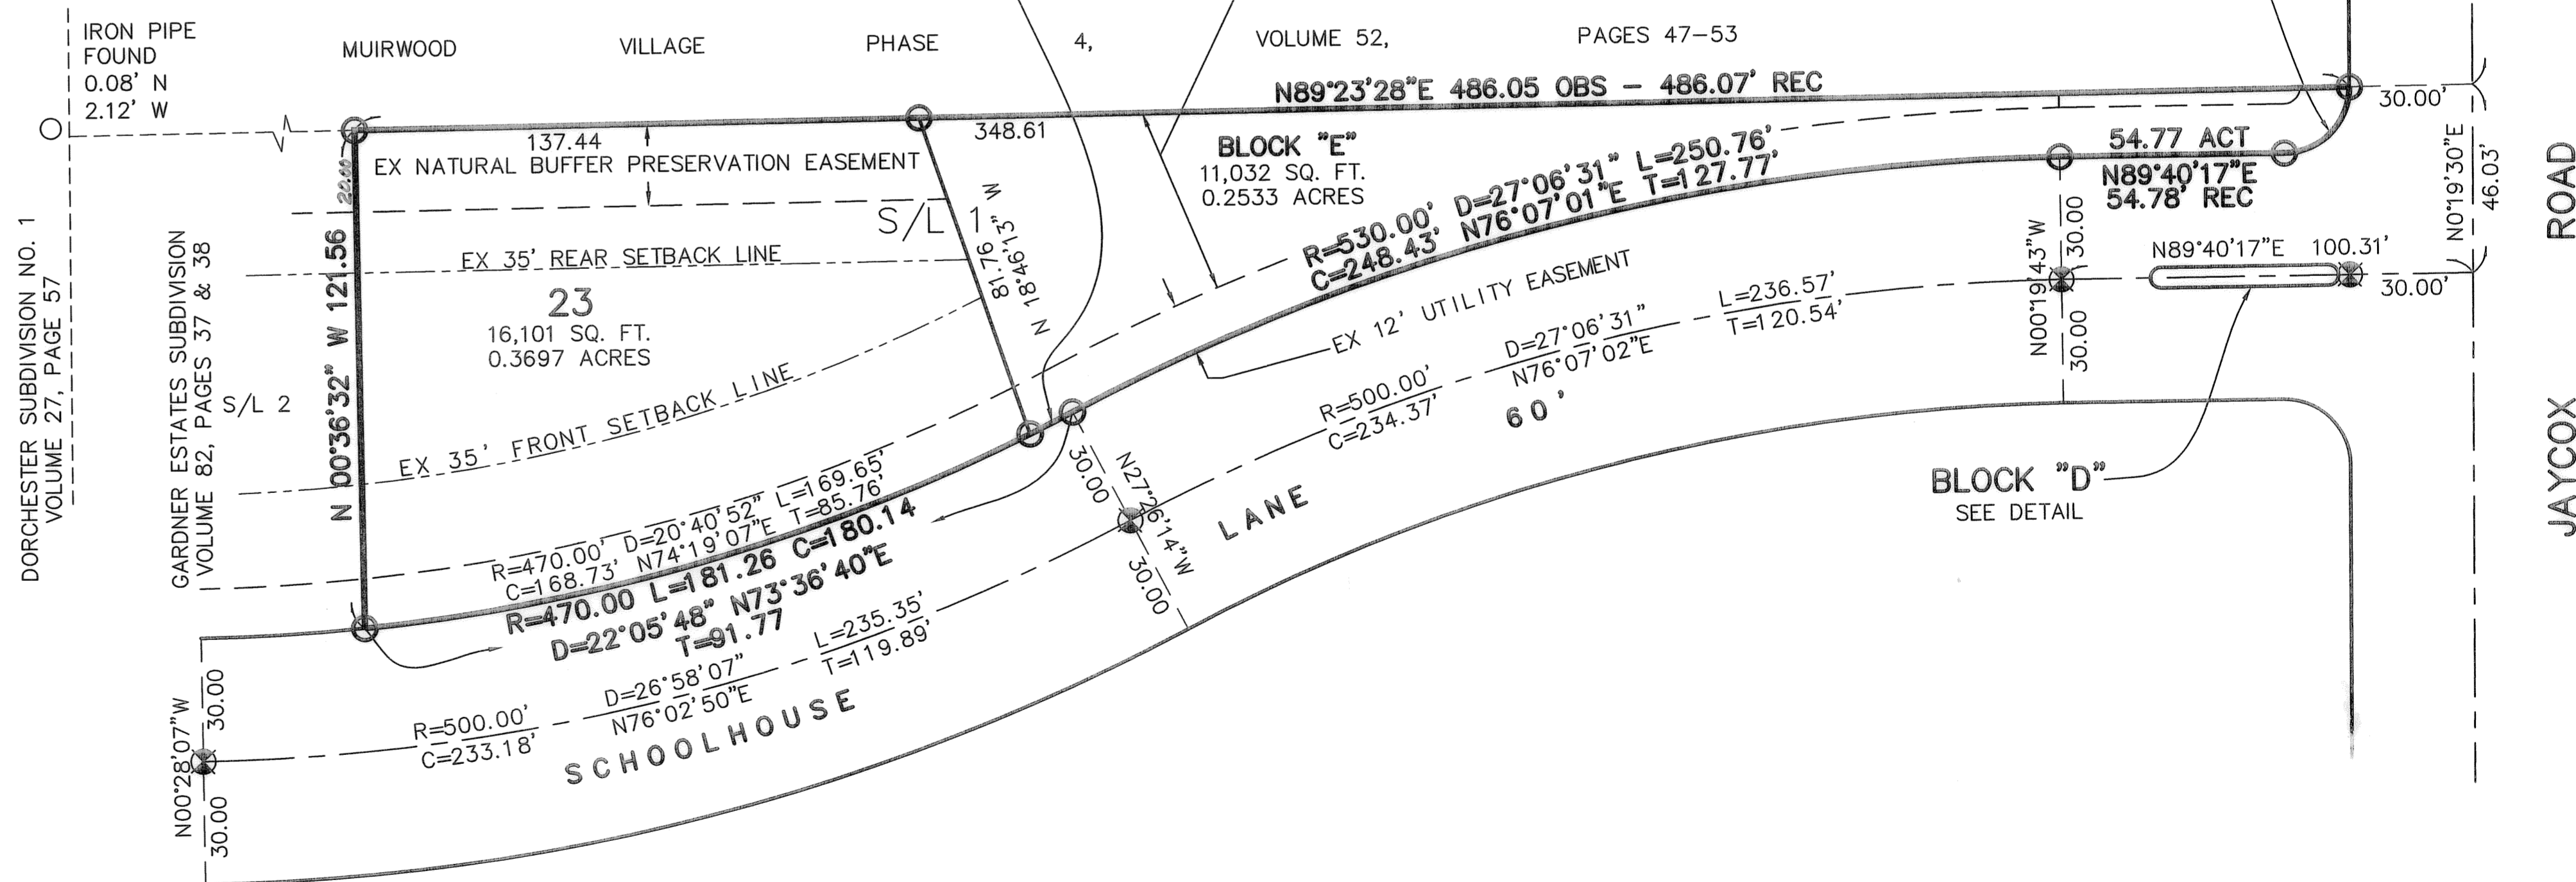 IRON PIPE
FOUND
0.08' N
2.12' W
MUIRWOOD VILLAGE PHASE 4, VOLUME 52, PAGES 47-53
N89°23'28"E 486.05 OBS - 486.07' REC
30.00'
137.44
348.61
20.00
EX NATURAL BUFFER PRESERVATION EASEMENT
S/L 1
BLOCK "E"
11,032 SQ. FT.
0.2533 ACRES
54.77 ACT
N89°40'17"E
54.78' REC
N0°19'30"E
46.03'
ROAD
JAYCOX
DORCHESTER SUBDIVISION NO. 1
VOLUME 27, PAGE 57
GARDNER ESTATES SUBDIVISION
VOLUME 82, PAGES 37 & 38
S/L 2
N 00°36'32" W 121.56
EX 35' REAR SETBACK LINE
23
16,101 SQ. FT.
0.3697 ACRES
EX 35' FRONT SETBACK LINE
81.76
N 18°46'13" W
R=530.00' D=27°06'31" L=250.76'
C=248.43' N76°07'01"E T=127.77'
EX 12' UTILITY EASEMENT
N00°19'43"W
30.00
30.00
N89°40'17"E 100.31'
30.00'
R=500.00' D=27°06'31" L=236.57'
C=234.37' N76°07'02"E T=120.54'
60'
BLOCK "D"
SEE DETAIL
R=470.00' D=20°40'52" L=169.65'
C=168.73' N74°19'07"E T=85.76'
R=470.00 L=181.26 C=180.14
D=22°05'48" N73°36'40"E
T=91.77
30.00
N27°26'14"W
30.00
R=500.00' D=26°58'07" L=235.35'
C=233.18' N76°02'50"E T=119.89'
SCHOOLHOUSE LANE
N00°28'07"W
30.00
30.00